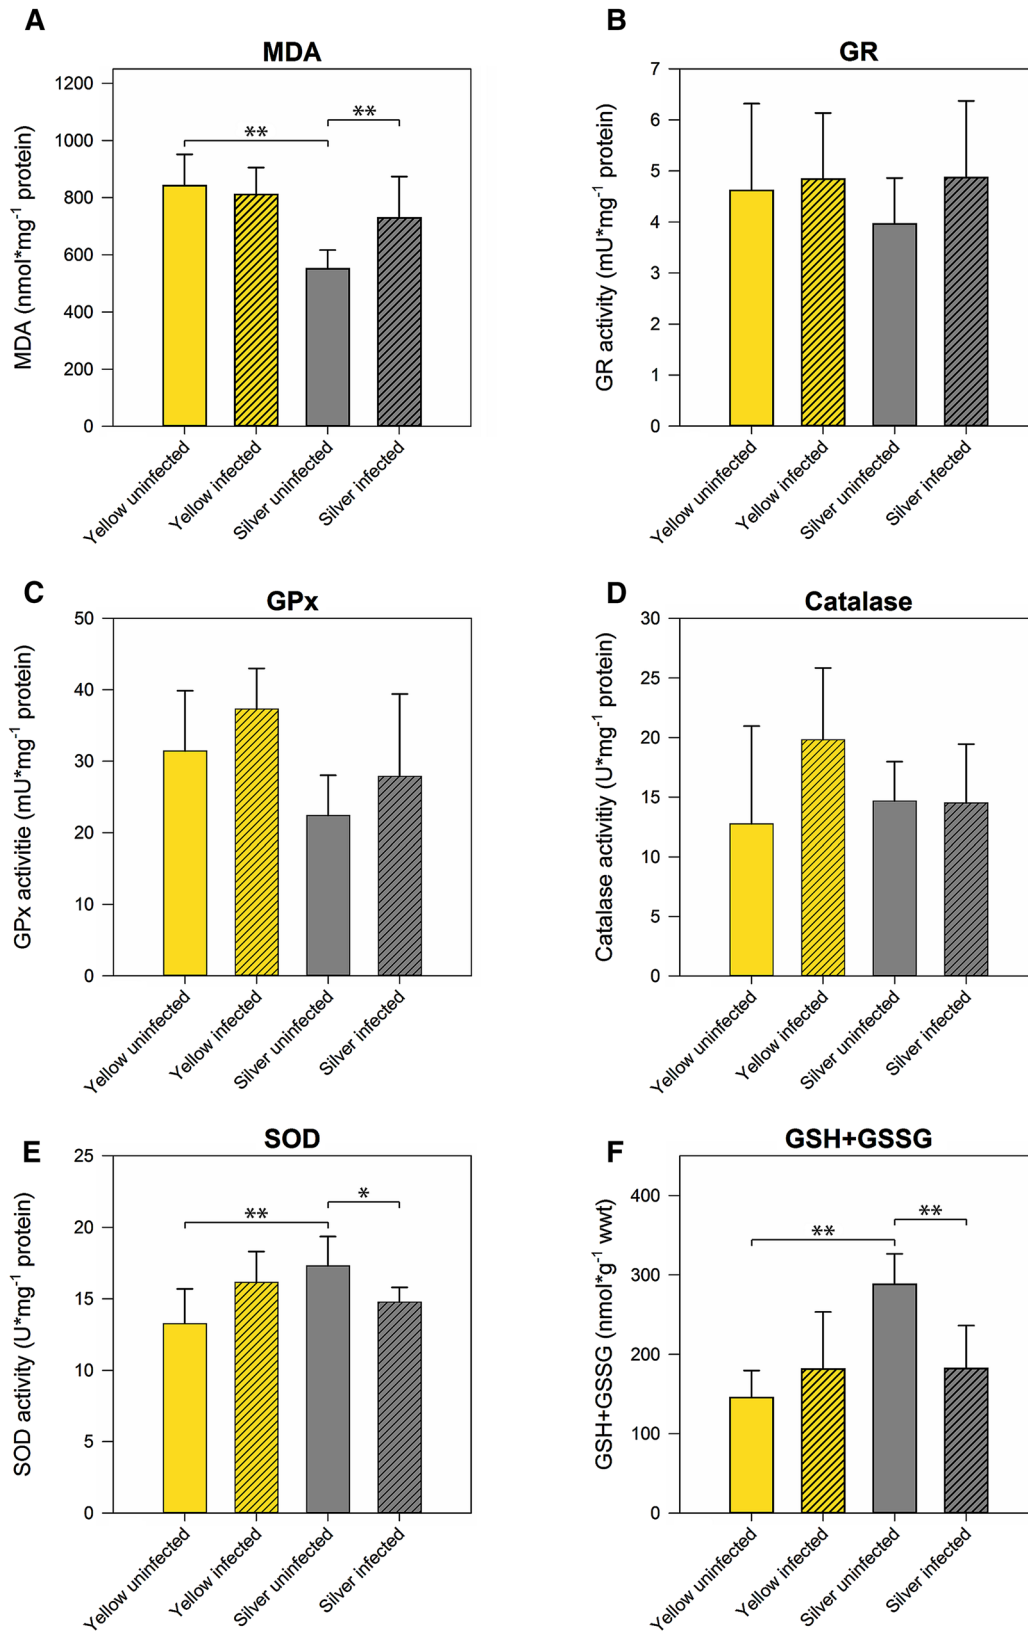 A
MDA
MDA (nmol*mg-1 protein)
1200
1000
800
600
400
200
0
**
**
Yellow uninfected
Yellow infected
Silver uninfected
Silver infected
B
GR
GR activity (mU*mg-1 protein)
7
6
5
4
3
2
1
0
Yellow uninfected
Yellow infected
Silver uninfected
Silver infected
C
GPx
GPx activitie (mU*mg-1 protein)
50
40
30
20
10
0
Yellow uninfected
Yellow infected
Silver uninfected
Silver infected
D
Catalase
Catalase activitiy (U*mg-1 protein)
30
25
20
15
10
5
0
Yellow uninfected
Yellow infected
Silver uninfected
Silver infected
E
SOD
SOD activity (U*mg-1 protein)
25
20
15
10
5
0
**
*
Yellow uninfected
Yellow infected
Silver uninfected
Silver infected
F
GSH+GSSG
GSH+GSSG (nmol*g-1 wwt)
400
300
200
100
0
**
**
Yellow uninfected
Yellow infected
Silver uninfected
Silver infected